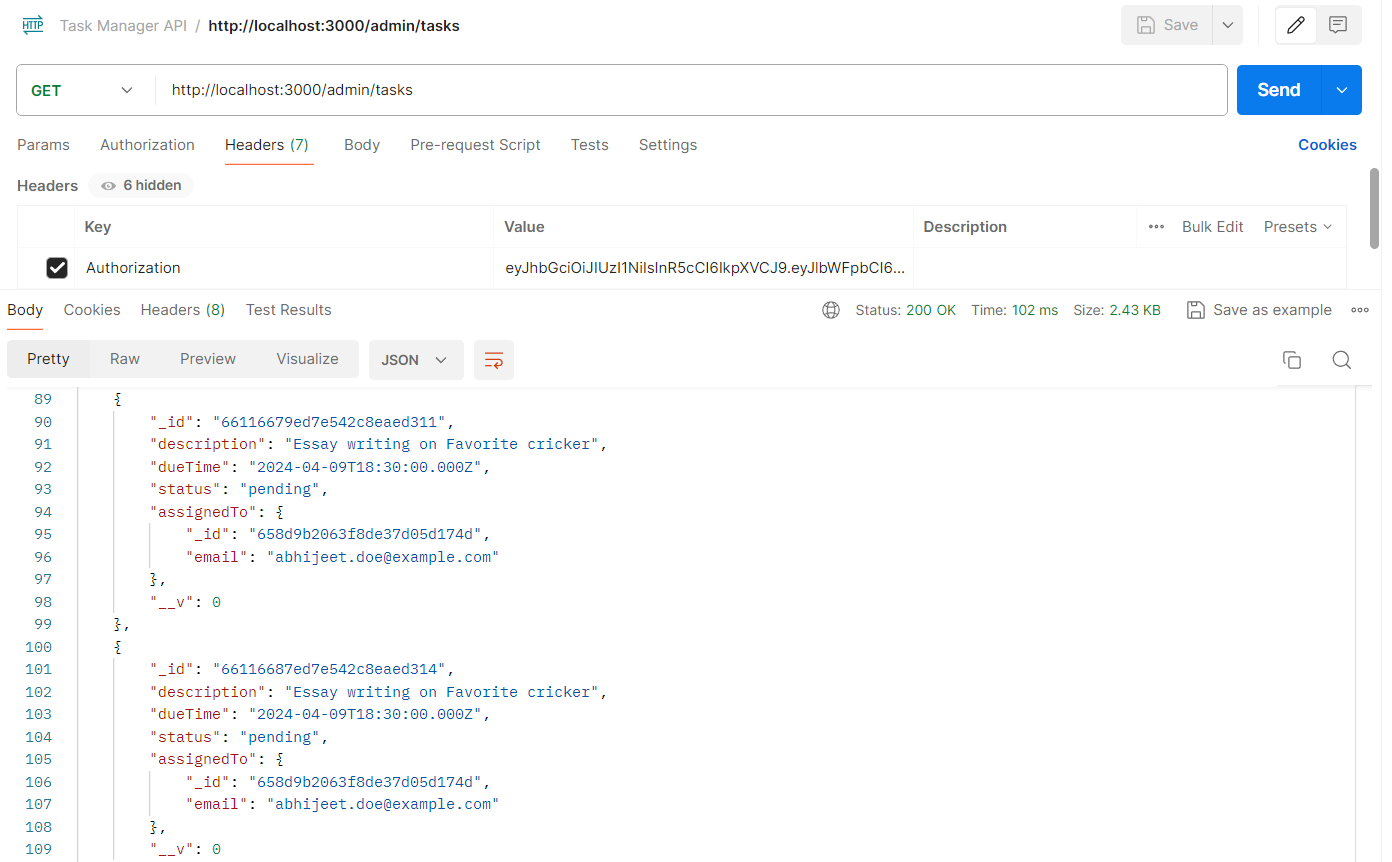 HTTP Task Manager API / http://localhost:3000/admin/tasks Save
GET http://localhost:3000/admin/tasks Send
Params Authorization Headers (7) Body Pre-request Script Tests Settings Cookies
Headers 6 hidden
Key Value Description ••• Bulk Edit Presets
Authorization eyJhbGciOiJIUzI1NiIsInR5cCI6IkpXVCJ9.eyJlbWFpbCI6...
Body Cookies Headers (8) Test Results Status: 200 OK Time: 102 ms Size: 2.43 KB Save as example
Pretty Raw Preview Visualize JSON
89 {
90 "_id": "66116679ed7e542c8eaed311",
91 "description": "Essay writing on Favorite cricker",
92 "dueTime": "2024-04-09T18:30:00.000Z",
93 "status": "pending",
94 "assignedTo": {
95 "_id": "658d9b2063f8de37d05d174d",
96 "email": "abhijeet.doe@example.com"
97 },
98 "__v": 0
99 },
100 {
101 "_id": "66116687ed7e542c8eaed314",
102 "description": "Essay writing on Favorite cricker",
103 "dueTime": "2024-04-09T18:30:00.000Z",
104 "status": "pending",
105 "assignedTo": {
106 "_id": "658d9b2063f8de37d05d174d",
107 "email": "abhijeet.doe@example.com"
108 },
109 "__v": 0